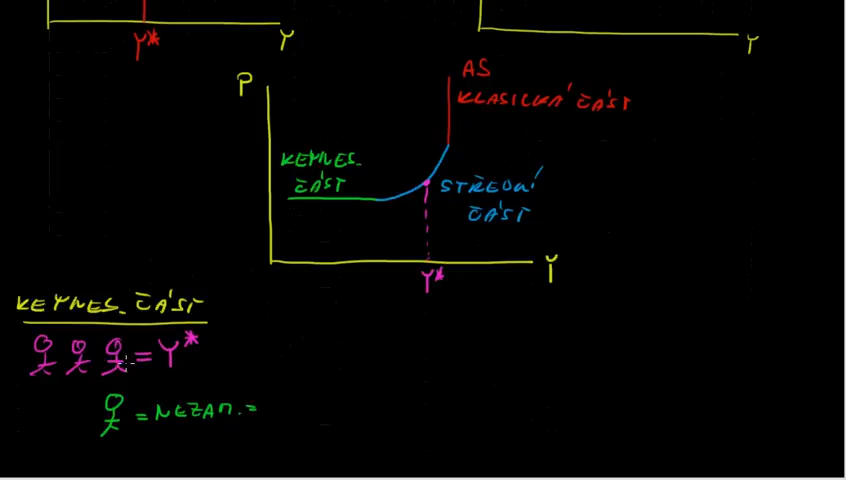 Y*
Y
Y
P
AS
KLASICKÁ ČÁST
KEYNES.
ČÁST
STŘEDNÍ
ČÁST
Y*
Y
KEYNES. ČÁST
= Y*
= NEZAM. =